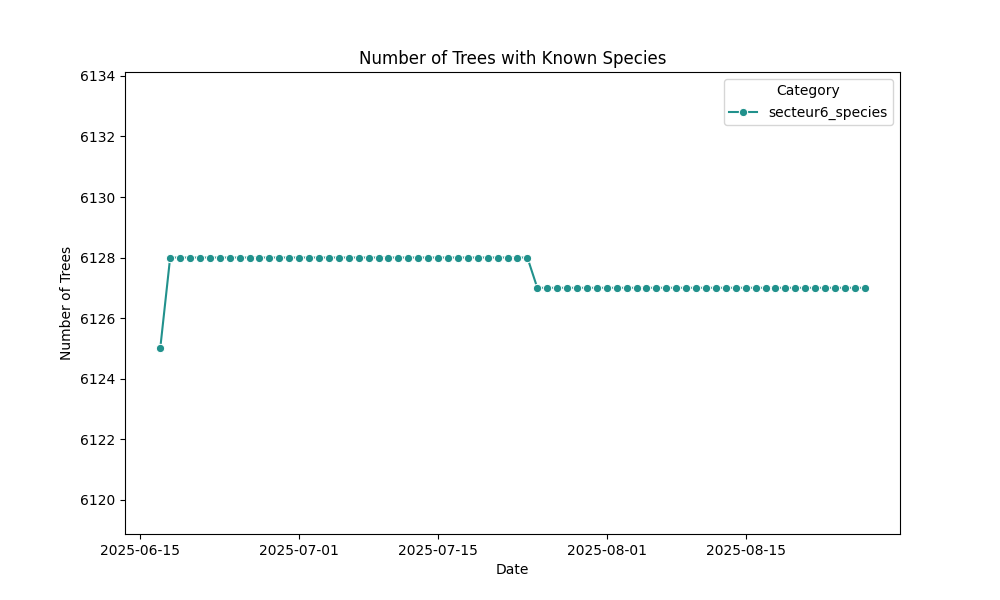 Number of Trees with Known Species
Category
secteur6_species
Number of Trees
6134
6132
6130
6128
6126
6124
6122
6120
2025-06-15
2025-07-01
2025-07-15
2025-08-01
2025-08-15
Date